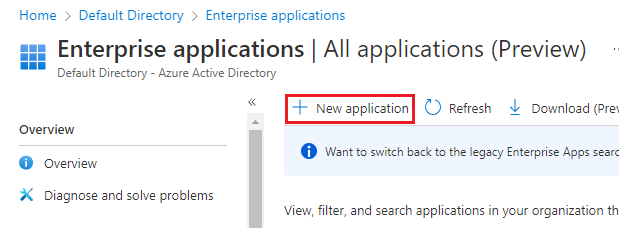 Home > Default Directory > Enterprise applications
Enterprise applications | All applications (Preview) ...
Default Directory - Azure Active Directory
«
+ New application Refresh Download (Prev
Overview
Want to switch back to the legacy Enterprise Apps searc
Overview
Diagnose and solve problems
View, filter, and search applications in your organization th